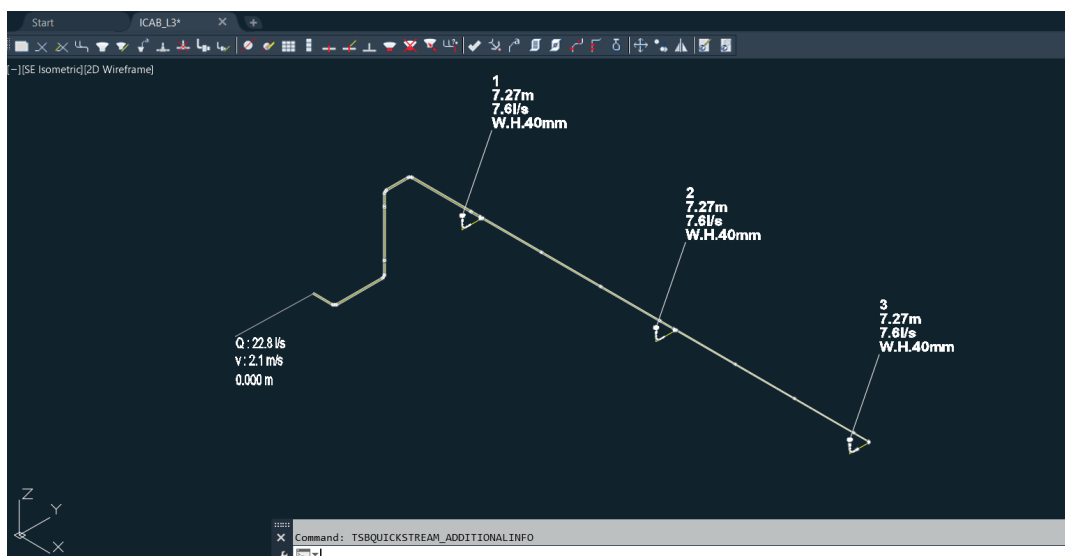 Start
ICAB_L3*
[−][SE Isometric][2D Wireframe]
1
7.27m
7.6l/s
W.H.40mm
2
7.27m
7.6l/s
W.H.40mm
3
7.27m
7.6l/s
W.H.40mm
Q : 22.8 l/s
v : 2.1 m/s
0.000 m
Z
Y
X
Command: TSBQUICKSTREAM_ADDITIONALINFO